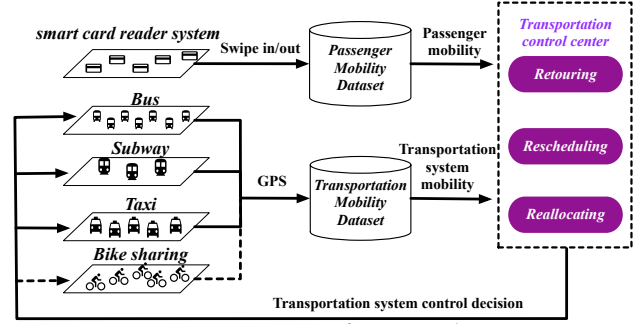 smart card reader system
Swipe in/out
Passenger
Mobility
Dataset
Passenger
mobility
Transportation
control center
Retouring
Rescheduling
Reallocating
Bus
Subway
Taxi
Bike sharing
GPS
Transportation
Mobility
Dataset
Transportation
system
mobility
Transportation system control decision